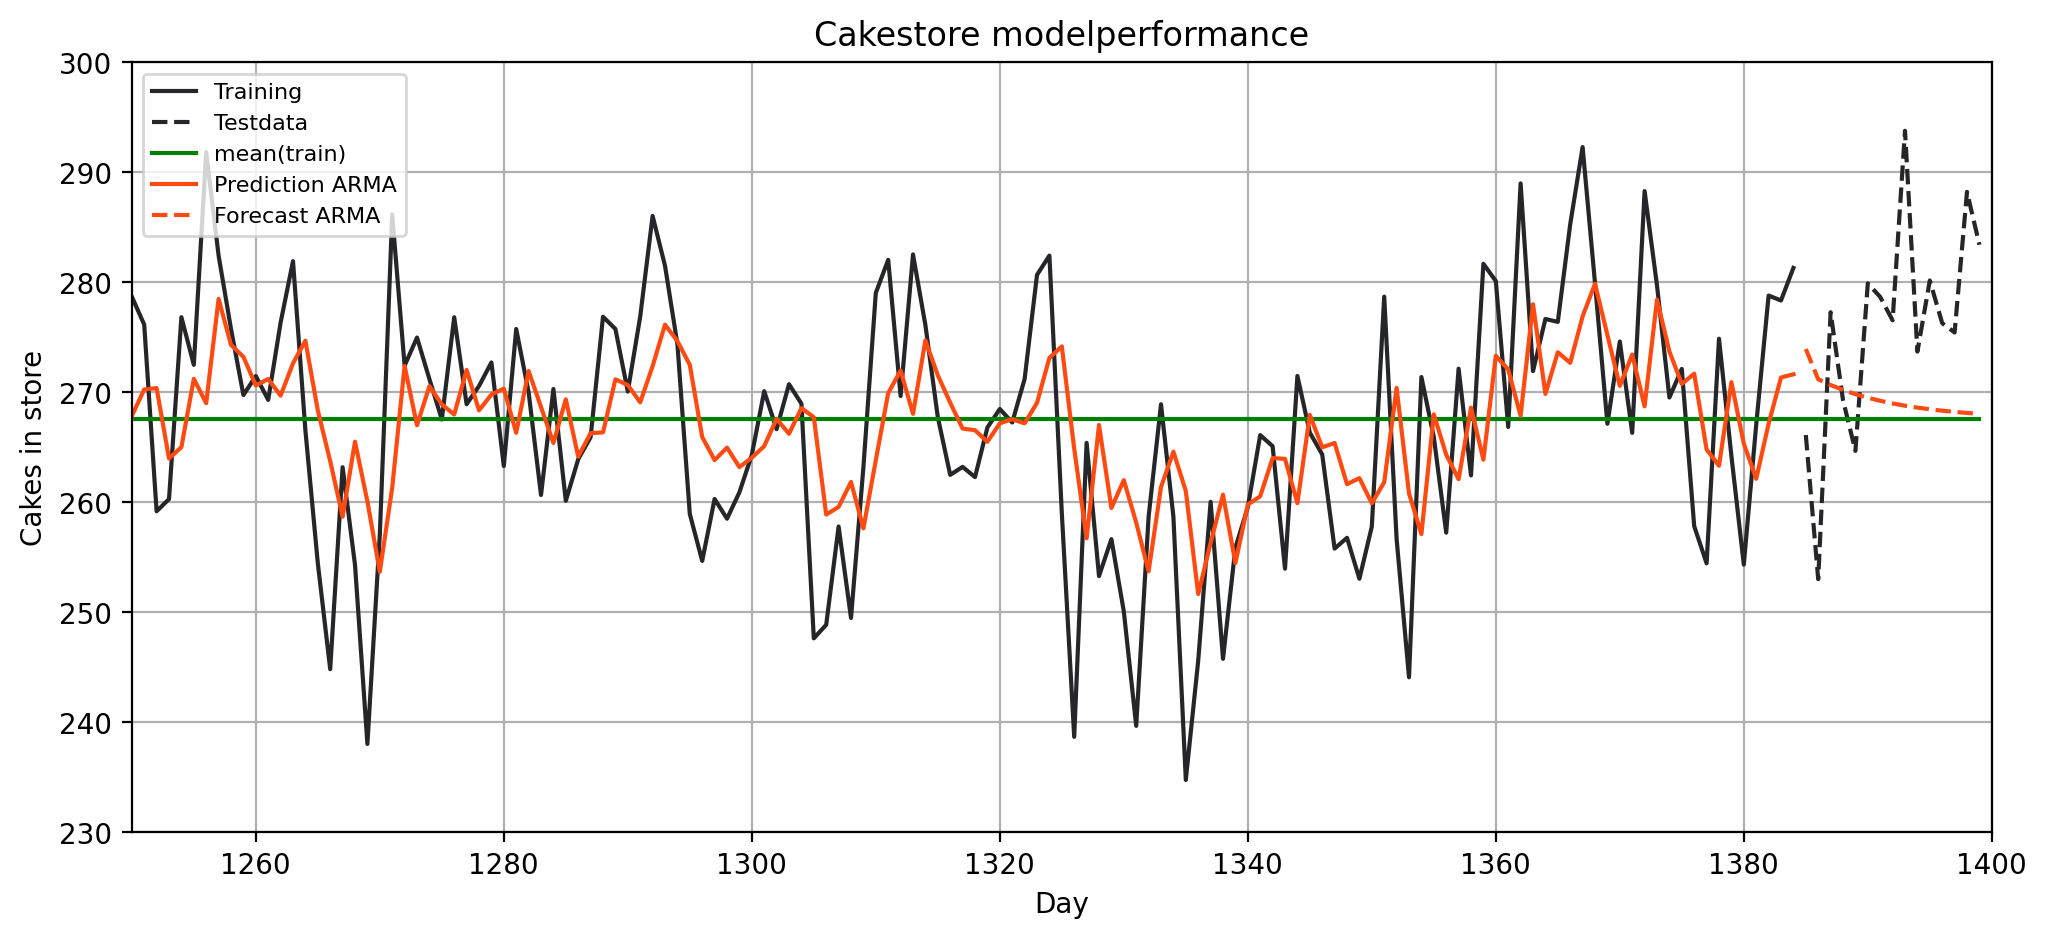 Cakestore modelperformance
300
290
280
270
260
250
240
230
Cakes in store
Training
Testdata
mean(train)
Prediction ARMA
Forecast ARMA
1260 1280 1300 1320 1340 1360 1380 1400
Day